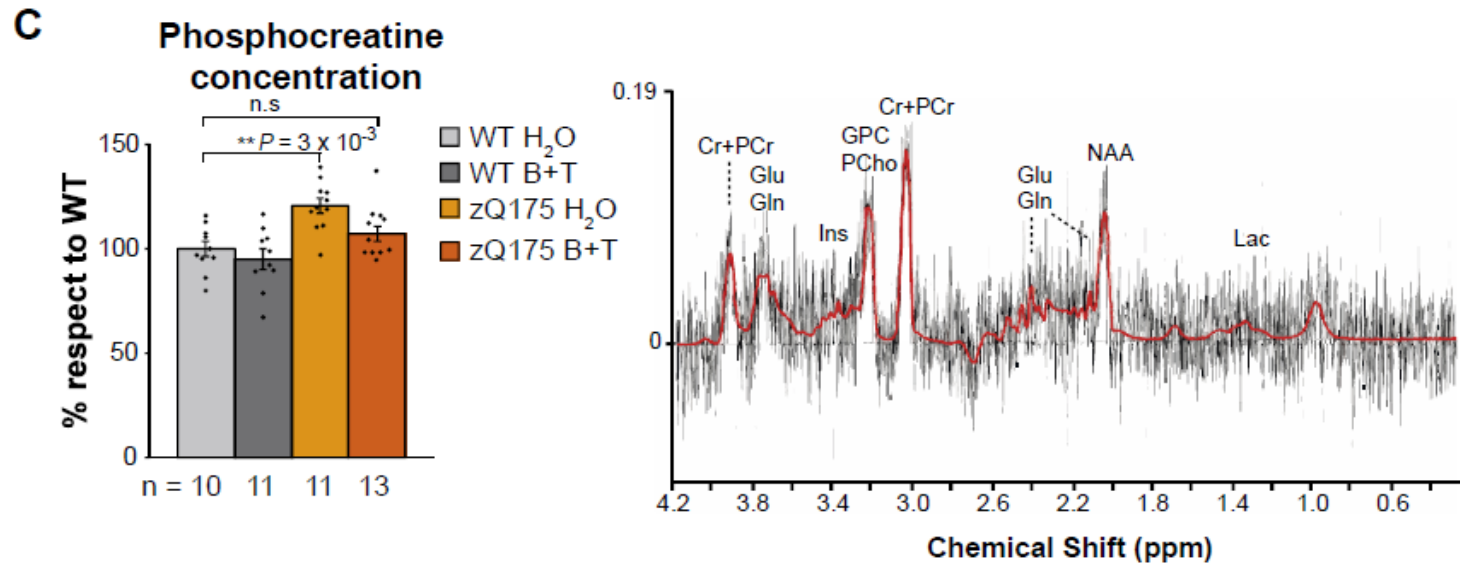 C
Phosphocreatine
concentration
n.s
** P = 3 x 10⁻³
150
100
50
0
% respect to WT
n = 10 11 11 13
WT H₂O
WT B+T
zQ175 H₂O
zQ175 B+T
0.19
0
Cr+PCr
Glu
Gln
Ins
GPC
PCho
Cr+PCr
Glu
Gln
NAA
Lac
4.2 3.8 3.4 3.0 2.6 2.2 1.8 1.4 1.0 0.6
Chemical Shift (ppm)